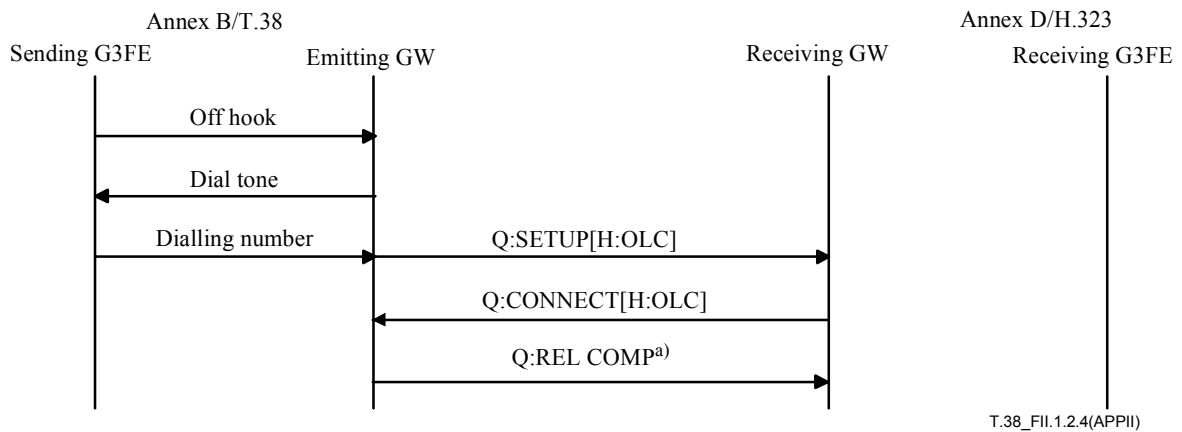 Annex B/T.38
Annex D/H.323
Sending G3FE
Emitting GW
Receiving GW
Receiving G3FE
Off hook
Dial tone
Dialling number
Q:SETUP[H:OLC]
Q:CONNECT[H:OLC]
Q:REL COMPa)
T.38_FII.1.2.4(APPII)